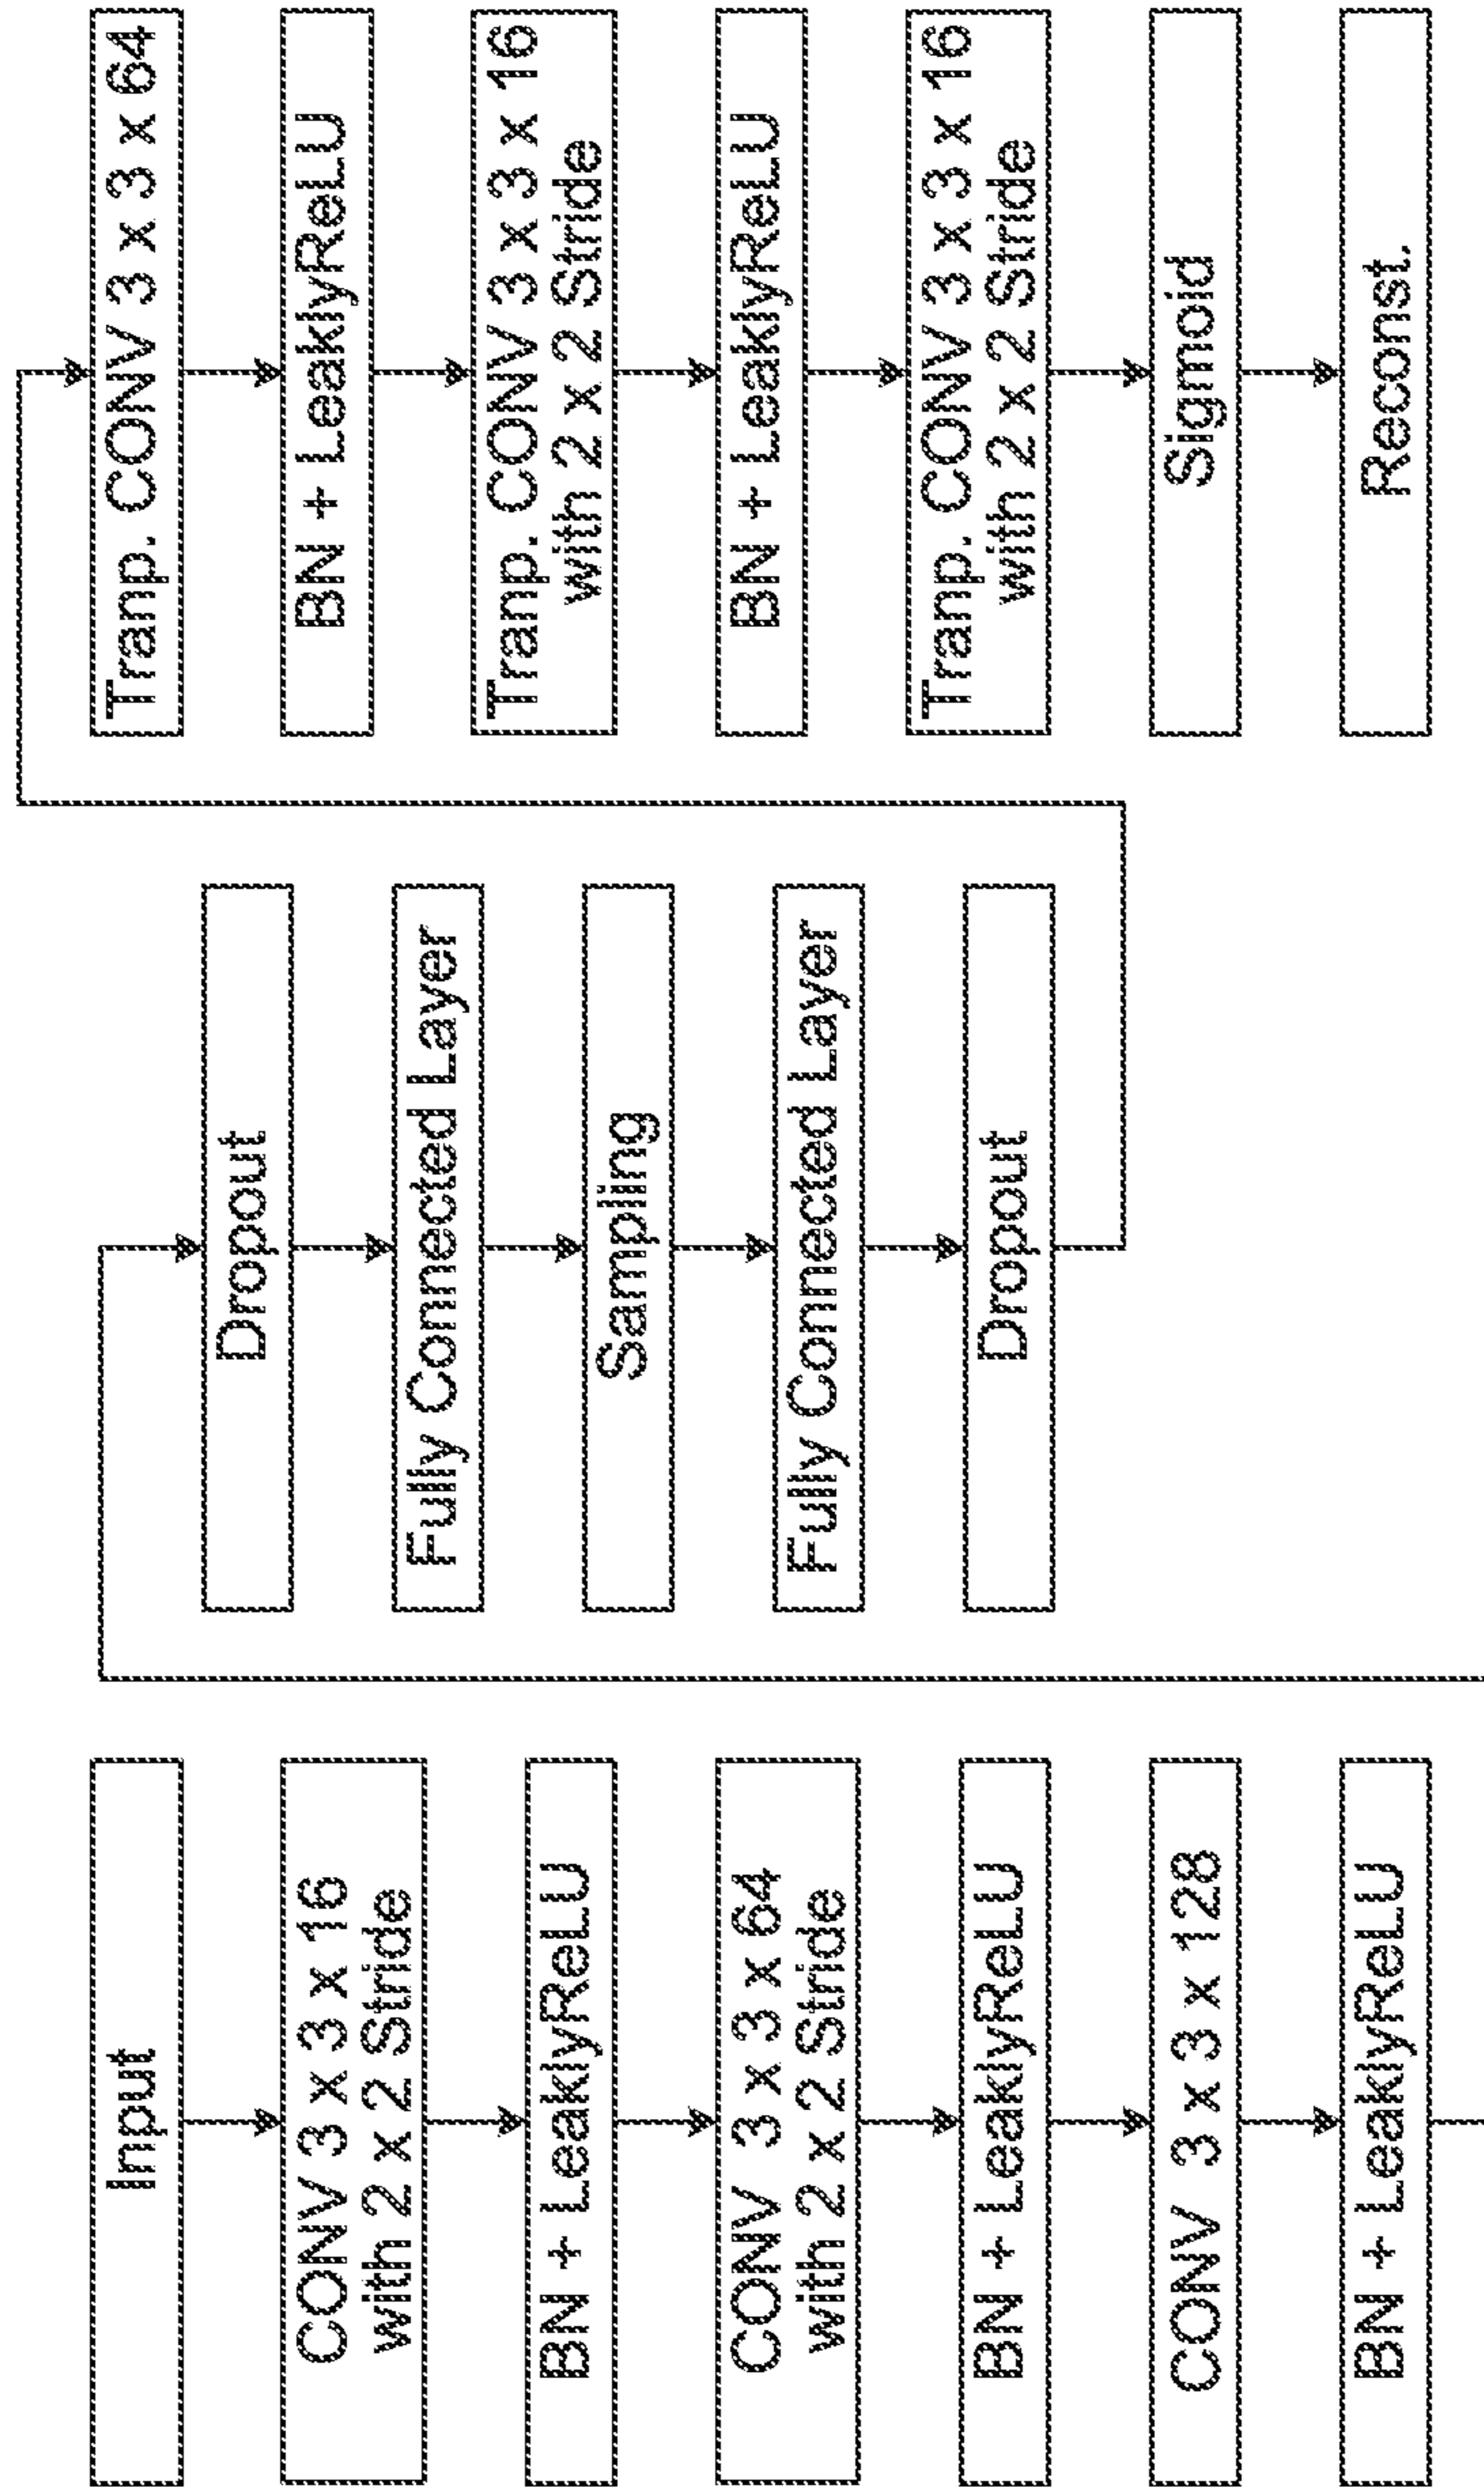 Input
CONV 3 x 3 x 16
with 2 x 2 Stride
BN + LeaklyReLU
CONV 3 x 3 x 64
with 2 x 2 Stride
BN + LeaklyReLU
CONV 3 x 3 x 128
BN + LeaklyReLU
Dropout
Fully Connected Layer
Sampling
Fully Connected Layer
Dropout
Tranp. CONV 3 x 3 x 64
BN + LeaklyReLU
Tranp. CONV 3 x 3 x 16
with 2 x 2 Stride
BN + LeaklyReLU
Tranp. CONV 3 x 3 x 16
with 2 x 2 Stride
Sigmoid
Reconst.